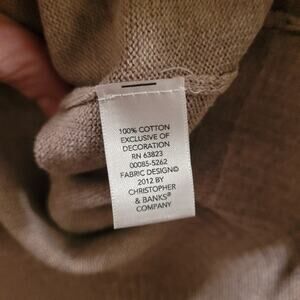 100% COTTON
EXCLUSIVE OF
DECORATION
RN 63823
00085-5262
FABRIC DESIGN©
2012 BY
CHRISTOPHER
& BANKS®
COMPANY